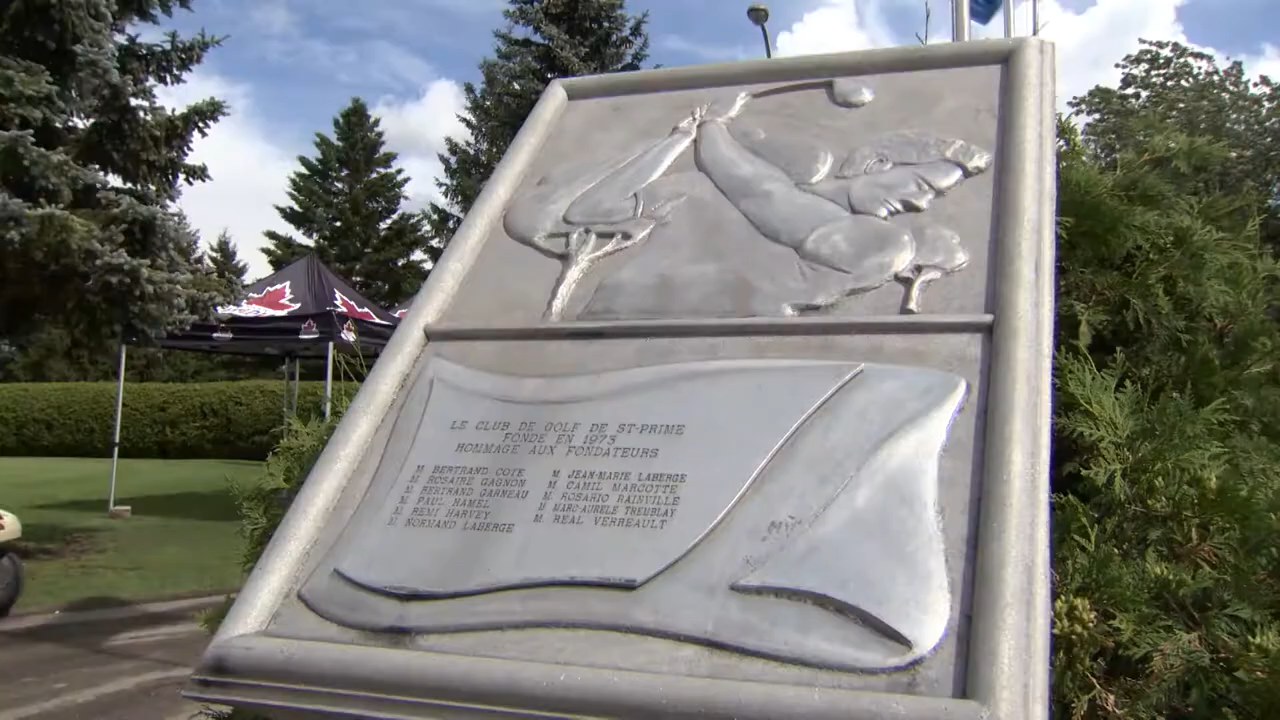 LE CLUB DE GOLF DE ST-PRIME
FONDE EN 1973
HOMMAGE AUX FONDATEURS
M. BERTRAND COTE
M. ROSAIRE GAGNON
M. BERTRAND GARNEAU
M. PAUL HAMEL
M. REMI HARVEY
M. NORMAND LABERGE
M. JEAN-MARIE LABERGE
M. CAMIL MARCOTTE
M. ROSARIO RAINVILLE
M. MARC-AURELE TREMBLAY
M. REAL VERREAULT